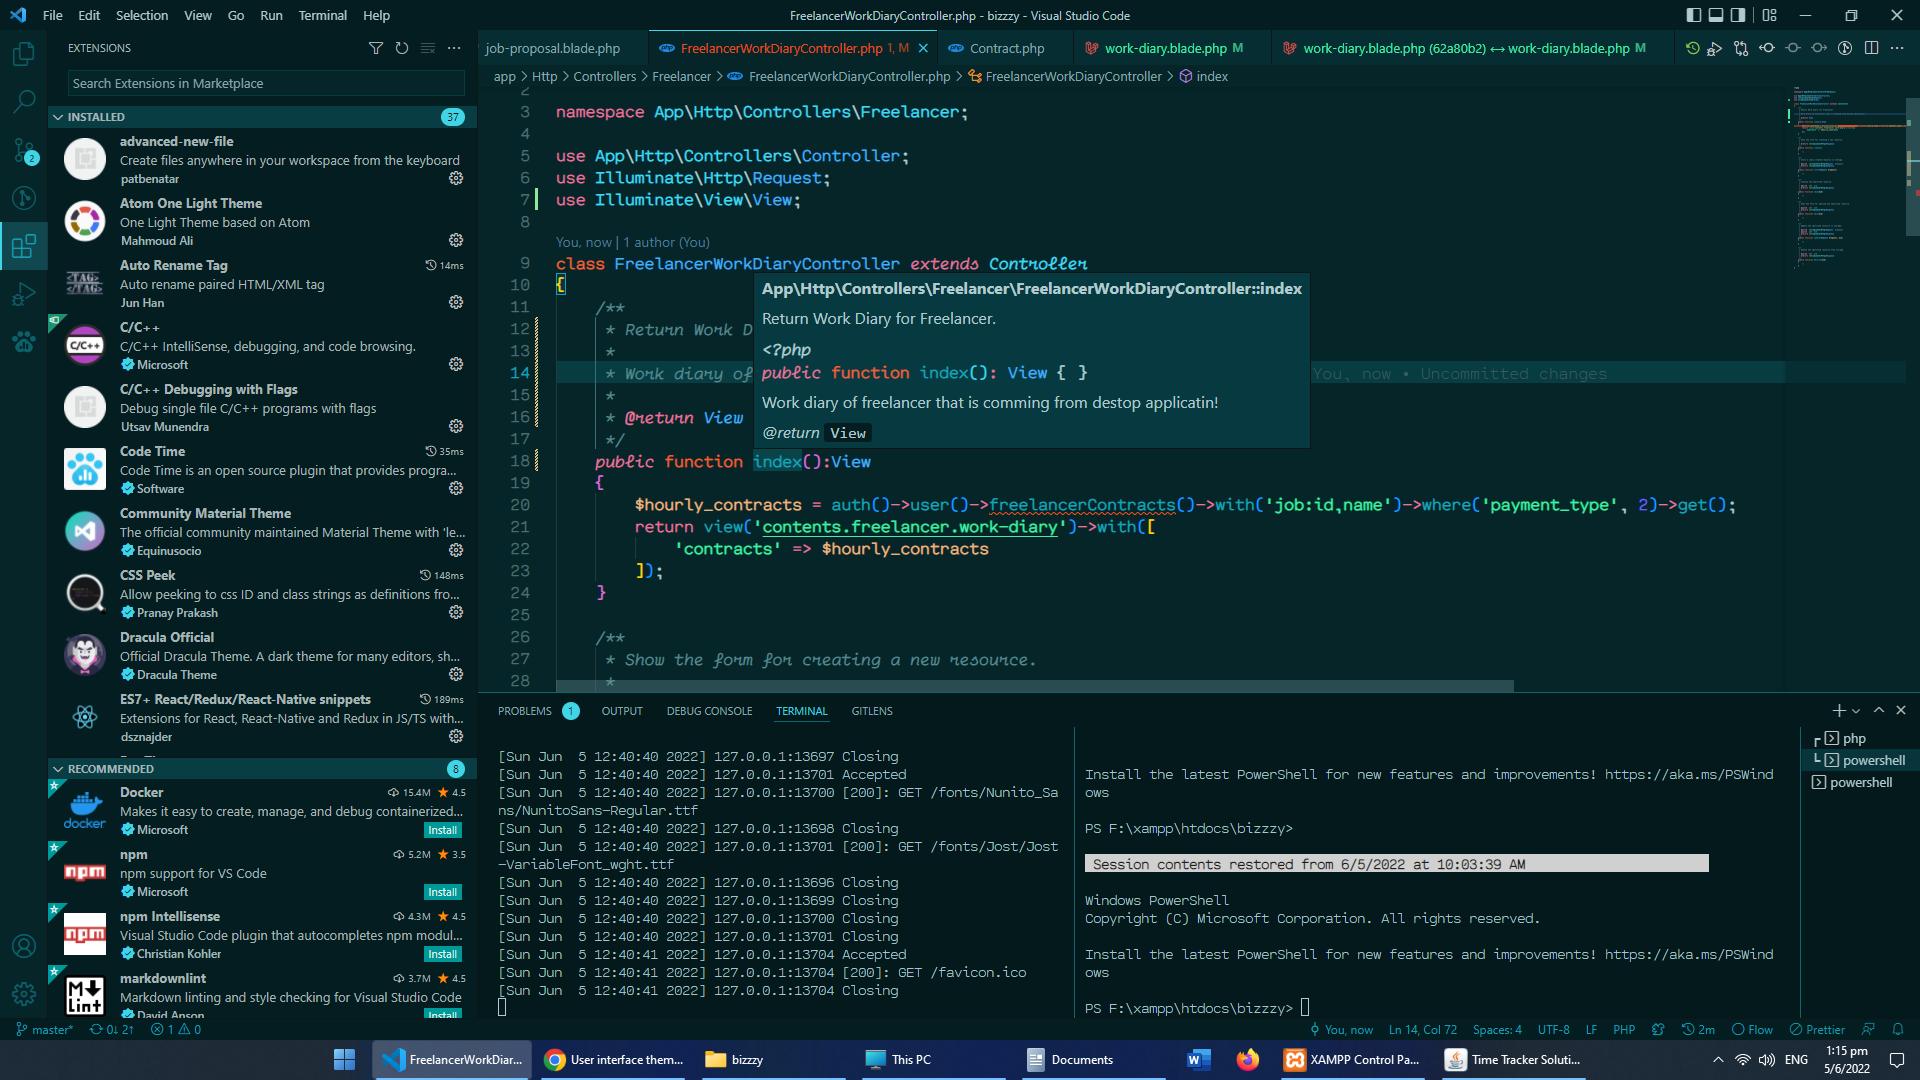 File Edit Selection View Go Run Terminal Help
FreelancerWorkDiaryController.php - bizzzy - Visual Studio Code
EXTENSIONS
Search Extensions in Marketplace
INSTALLED 37
advanced-new-file
Create files anywhere in your workspace from the keyboard
patbenatar
Atom One Light Theme
One Light Theme based on Atom
Mahmoud Ali
Auto Rename Tag 14ms
Auto rename paired HTML/XML tag
Jun Han
C/C++
C/C++ IntelliSense, debugging, and code browsing.
Microsoft
C/C++ Debugging with Flags
Debug single file C/C++ programs with flags
Utsav Munendra
Code Time 35ms
Code Time is an open source plugin that provides progra...
Software
Community Material Theme
The official community maintained Material Theme with 'le...
Equinusocio
CSS Peek 148ms
Allow peeking to css ID and class strings as definitions fro...
Pranay Prakash
Dracula Official
Official Dracula Theme. A dark theme for many editors, sh...
Dracula Theme
ES7+ React/Redux/React-Native snippets 189ms
Extensions for React, React-Native and Redux in JS/TS with...
dsznajder
RECOMMENDED 8
Docker 15.4M 4.5
Makes it easy to create, manage, and debug containerized...
Microsoft Install
npm 5.2M 3.5
npm support for VS Code
Microsoft Install
npm Intellisense 4.3M 4.5
Visual Studio Code plugin that autocompletes npm modul...
Christian Kohler Install
markdownlint 3.7M 4.5
Markdown linting and style checking for Visual Studio Code
David Anson Install
<TAG>
</TAG>
C/C++
docker
npm
npm
M
Lint
2
job-proposal.blade.php FreelancerWorkDiaryController.php 1, M Contract.php work-diary.blade.php M work-diary.blade.php (62a80b2) ↔ work-diary.blade.php M
app > Http > Controllers > Freelancer > FreelancerWorkDiaryController.php > FreelancerWorkDiaryController > index
2
3 namespace App\Http\Controllers\Freelancer;
4
5 use App\Http\Controllers\Controller;
6 use Illuminate\Http\Request;
7 use Illuminate\View\View;
8
You, now | 1 author (You)
9 class FreelancerWorkDiaryController extends Controller
10 {
11 /**
12 * Return Work D
13 *
14 * Work diary of You, now • Uncommitted changes
15 *
16 * @return View
17 */
18 public function index():View
19 {
20 $hourly_contracts = auth()->user()->freelancerContracts()->with('job:id,name')->where('payment_type', 2)->get();
21 return view('contents.freelancer.work-diary')->with([
22 'contracts' => $hourly_contracts
23 ]);
24 }
25
26 /**
27 * Show the form for creating a new resource.
28 *
App\Http\Controllers\Freelancer\FreelancerWorkDiaryController::index
Return Work Diary for Freelancer.
<?php
public function index(): View { }
Work diary of freelancer that is comming from destop applicatin!
@return View
PROBLEMS 1 OUTPUT DEBUG CONSOLE TERMINAL GITLENS
[Sun Jun  5 12:40:40 2022] 127.0.0.1:13697 Closing
[Sun Jun  5 12:40:40 2022] 127.0.0.1:13701 Accepted
[Sun Jun  5 12:40:40 2022] 127.0.0.1:13700 [200]: GET /fonts/Nunito_Sa
ns/NunitoSans-Regular.ttf
[Sun Jun  5 12:40:40 2022] 127.0.0.1:13698 Closing
[Sun Jun  5 12:40:40 2022] 127.0.0.1:13701 [200]: GET /fonts/Jost/Jost
-VariableFont_wght.ttf
[Sun Jun  5 12:40:40 2022] 127.0.0.1:13696 Closing
[Sun Jun  5 12:40:40 2022] 127.0.0.1:13699 Closing
[Sun Jun  5 12:40:40 2022] 127.0.0.1:13700 Closing
[Sun Jun  5 12:40:40 2022] 127.0.0.1:13701 Closing
[Sun Jun  5 12:40:41 2022] 127.0.0.1:13704 Accepted
[Sun Jun  5 12:40:41 2022] 127.0.0.1:13704 [200]: GET /favicon.ico
[Sun Jun  5 12:40:41 2022] 127.0.0.1:13704 Closing
Install the latest PowerShell for new features and improvements! https://aka.ms/PSWind
ows
PS F:\xampp\htdocs\bizzzy>
Session contents restored from 6/5/2022 at 10:03:39 AM
Windows PowerShell
Copyright (C) Microsoft Corporation. All rights reserved.
Install the latest PowerShell for new features and improvements! https://aka.ms/PSWind
ows
PS F:\xampp\htdocs\bizzzy>
php
powershell
powershell
master* 0↓ 2↑ 1 0
You, now Ln 14, Col 72 Spaces: 4 UTF-8 LF PHP 2m Flow Prettier
FreelancerWorkDiar... User interface them... bizzzy This PC Documents XAMPP Control Pa... Time Tracker Soluti...
ENG 1:15 pm
5/6/2022